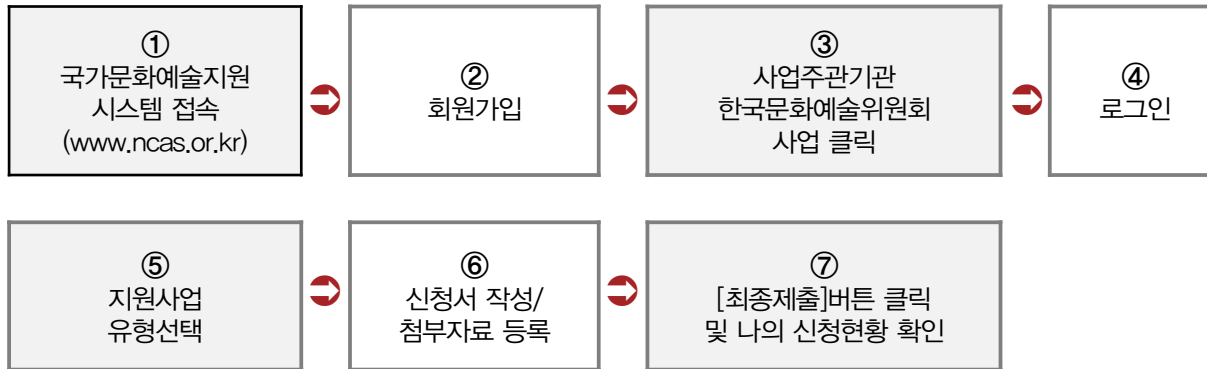 ①
국가문화예술지원
시스템 접속
(www.ncas.or.kr)
②
회원가입
③
사업주관기관
한국문화예술위원회
사업 클릭
④
로그인
⑤
지원사업
유형선택
⑥
신청서 작성/
첨부자료 등록
⑦
[최종제출]버튼 클릭
및 나의 신청현황 확인